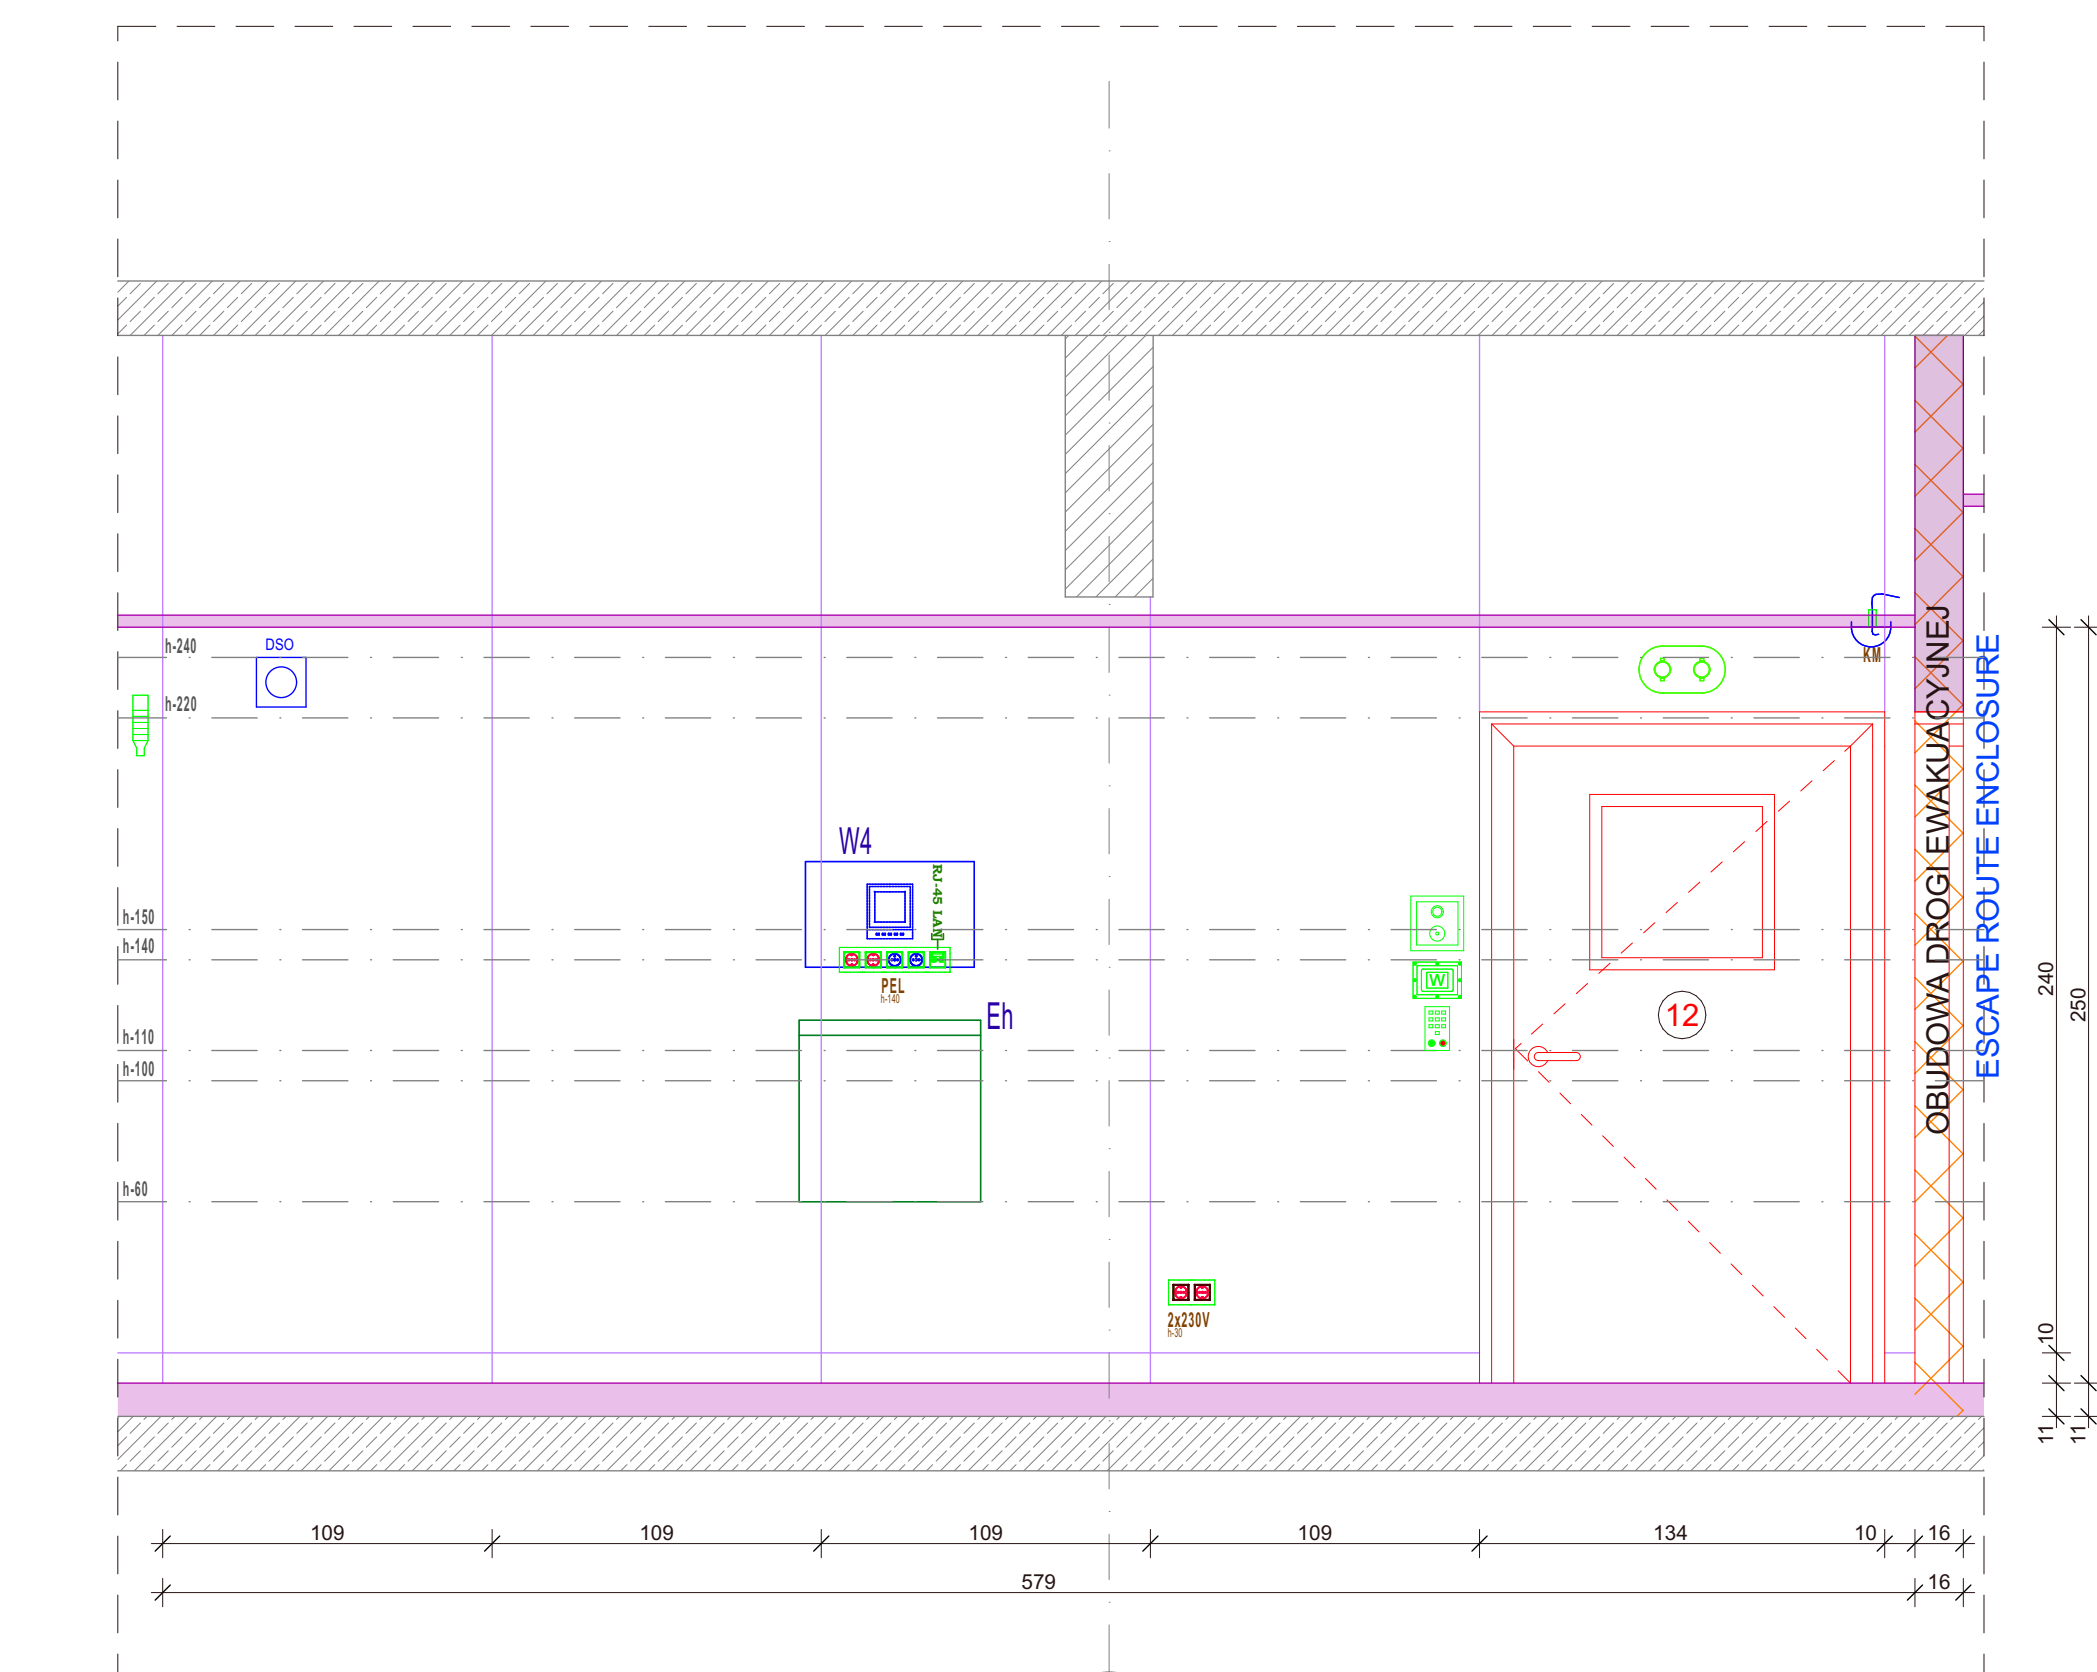 h-240
DSO
KM
h-220
W4
RJ-45 LAN
h-150
h-140
PEL
h-140
W
Eh
12
h-110
h-100
h-60
2x230V
h-30
OBUDOWA DROGI EWAKUACYJNEJ
ESCAPE ROUTE ENCLOSURE
240
250
10
11
11
109
109
109
109
134
10
16
579
16